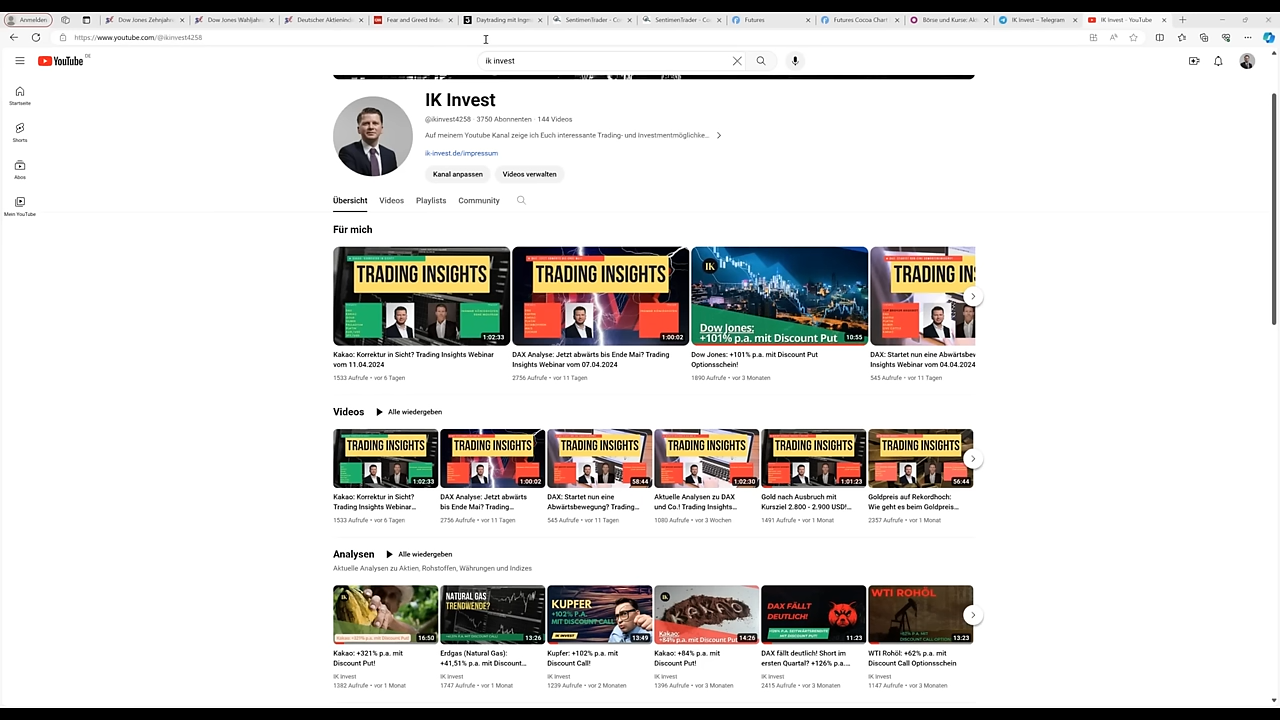 Anmelden
Dow Jones Zehnjahr
Dow Jones Wahljahr
Deutscher Aktienind
Fear and Greed Inde
Daytrading mit Ingm
SentimenTrader - Co
SentimenTrader - Co
Futures
Futures Cocoa Chart
Börse und Kurse: Akt
IK Invest – Telegram
IK Invest - YouTube
https://www.youtube.com/@ikinvest4258
YouTube DE
ik invest
Startseite
Shorts
Abos
Mein YouTube
IK Invest
@ikinvest4258 · 3750 Abonnenten · 144 Videos
Auf meinem Youtube Kanal zeige ich Euch interessante Trading- und Investmentmögliche...
ik-invest.de/impressum
Kanal anpassen
Videos verwalten
Übersicht Videos Playlists Community
Für mich
TRADING INSIGHTS
1:02:33
TRADING INSIGHTS
1:00:02
IK
Dow Jones:
+101% p.a. mit Discount Put
10:55
TRADING IN
Kakao: Korrektur in Sicht? Trading Insights Webinar
vom 11.04.2024
1533 Aufrufe • vor 6 Tagen
DAX Analyse: Jetzt abwärts bis Ende Mai? Trading
Insights Webinar vom 07.04.2024
2756 Aufrufe • vor 11 Tagen
Dow Jones: +101% p.a. mit Discount Put
Optionsschein!
1890 Aufrufe • vor 3 Monaten
DAX: Startet nun eine Abwärtsbew
Insights Webinar vom 04.04.2024
545 Aufrufe • vor 11 Tagen
Videos
Alle wiedergeben
TRADING INSIGHTS
1:02:33
TRADING INSIGHTS
1:00:02
TRADING INSIGHTS
58:44
TRADING INSIGHTS
1:02:30
TRADING INSIGHTS
1:01:23
TRADING INSIGHTS
56:44
Kakao: Korrektur in Sicht?
Trading Insights Webinar...
1533 Aufrufe • vor 6 Tagen
DAX Analyse: Jetzt abwärts
bis Ende Mai? Trading...
2756 Aufrufe • vor 11 Tagen
DAX: Startet nun eine
Abwärtsbewegung? Trading...
545 Aufrufe • vor 11 Tagen
Aktuelle Analysen zu DAX
und Co.! Trading Insights...
1080 Aufrufe • vor 3 Wochen
Gold nach Ausbruch mit
Kursziel 2.800 - 2.900 USD!...
1491 Aufrufe • vor 1 Monat
Goldpreis auf Rekordhoch:
Wie geht es beim Goldpreis...
2357 Aufrufe • vor 1 Monat
Analysen
Alle wiedergeben
Aktuelle Analysen zu Aktien, Rohstoffen, Währungen und Indizes
Kakao: +321% p.a. mit Discount Put!
16:50
NATURAL GAS
TRENDWENDE?
13:26
KUPFER
+102% P.A.
MIT DISCOUNT CALL!
IK INVEST
13:49
KAKAO
Kakao:
+84% p.a. mit Discount Put
14:26
DAX FÄLLT
DEUTLICH!
11:23
WTI ROHÖL
13:23
Kakao: +321% p.a. mit
Discount Put!
IK Invest
1382 Aufrufe • vor 1 Monat
Erdgas (Natural Gas):
+41,51% p.a. mit Discount...
IK Invest
1747 Aufrufe • vor 1 Monat
Kupfer: +102% p.a. mit
Discount Call!
IK Invest
1239 Aufrufe • vor 2 Monaten
Kakao: +84% p.a. mit
Discount Put!
IK Invest
1396 Aufrufe • vor 3 Monaten
DAX fällt deutlich! Short im
ersten Quartal? +126% p.a....
IK Invest
2415 Aufrufe • vor 3 Monaten
WTI Rohöl: +62% p.a. mit
Discount Call Optionsschein
IK Invest
1147 Aufrufe • vor 3 Monaten